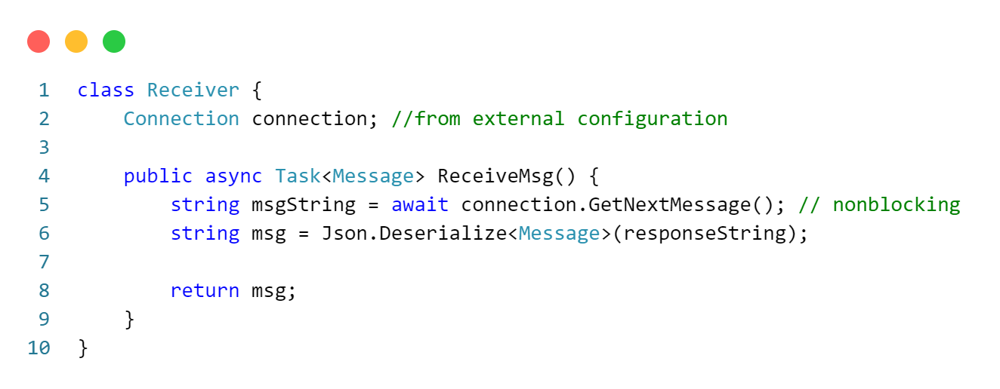 1 class Receiver {
2     Connection connection; //from external configuration
3
4     public async Task<Message> ReceiveMsg() {
5         string msgString = await connection.GetNextMessage(); // nonblocking
6         string msg = Json.Deserialize<Message>(responseString);
7
8         return msg;
9     }
10 }